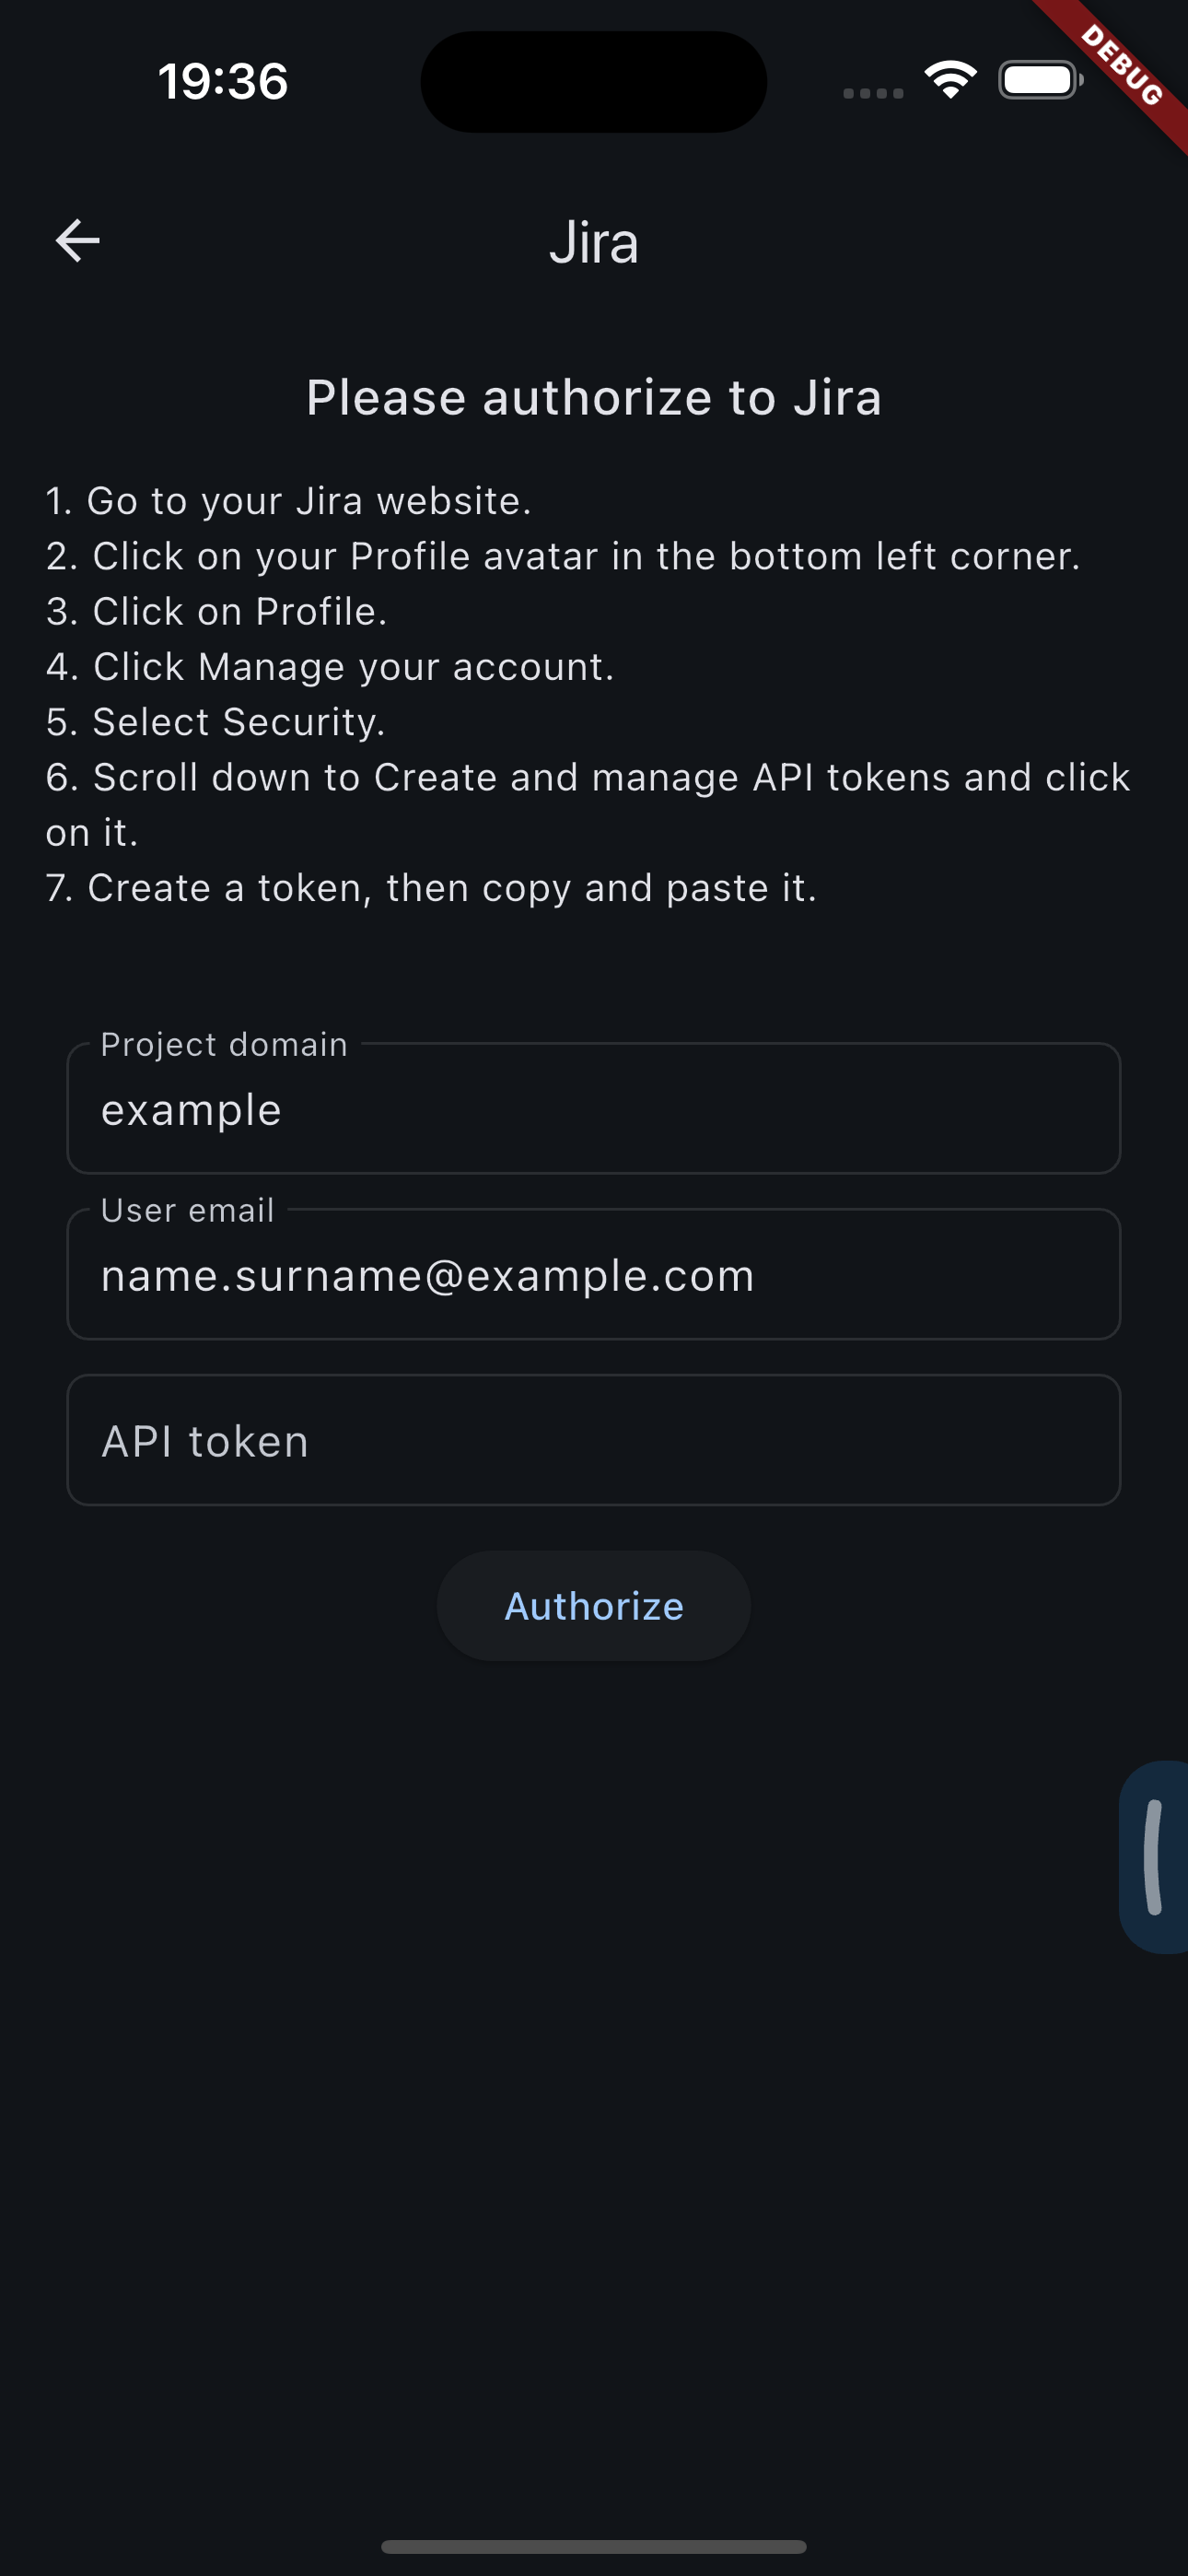 19:36
DEBUG
Jira
Please authorize to Jira
1. Go to your Jira website.
2. Click on your Profile avatar in the bottom left corner.
3. Click on Profile.
4. Click Manage your account.
5. Select Security.
6. Scroll down to Create and manage API tokens and click
on it.
7. Create a token, then copy and paste it.
Project domain
example
User email
name.surname@example.com
API token
Authorize